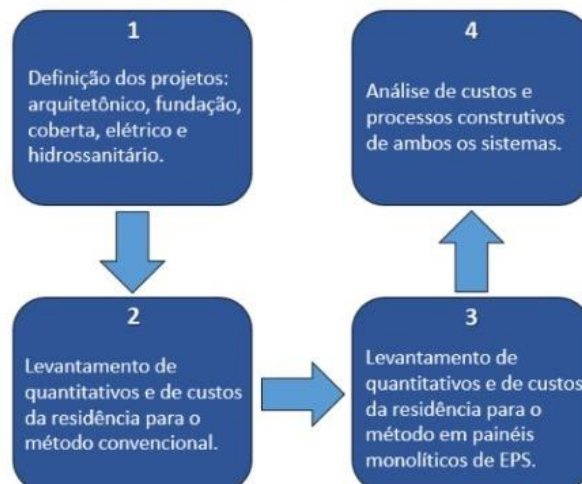 1
Definição dos projetos:
arquitetônico, fundação,
coberta, elétrico e
hidrossanitário.
2
Levantamento de
quantitativos e de custos
da residência para o
método convencional.
3
Levantamento de
quantitativos e de custos
da residência para o
método em painéis
monolíticos de EPS.
4
Análise de custos e
processos construtivos
de ambos os sistemas.